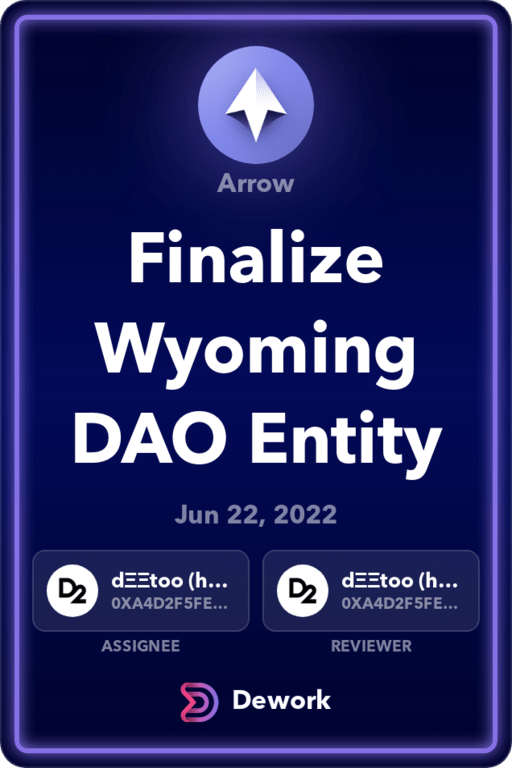 Arrow
Finalize
Wyoming
DAO Entity
Jun 22, 2022
D2
dΞΞtoo (h...
0XA4D2F5FE...
ASSIGNEE
D2
dΞΞtoo (h...
0XA4D2F5FE...
REVIEWER
Dework